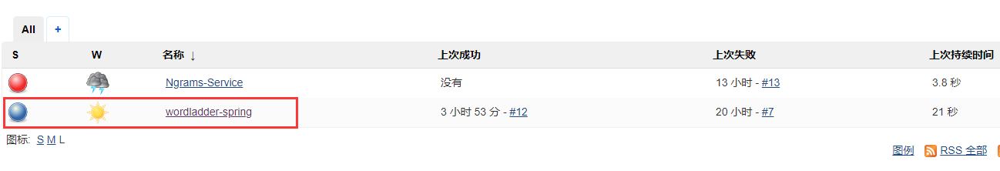 All +
S W 名称 ↓ 上次成功 上次失败 上次持续时间
Ngrams-Service 没有 13 小时 - #13 3.8 秒
wordladder-spring 3 小时 53 分 - #12 20 小时 - #7 21 秒
图标: S M L
图例 RSS 全部